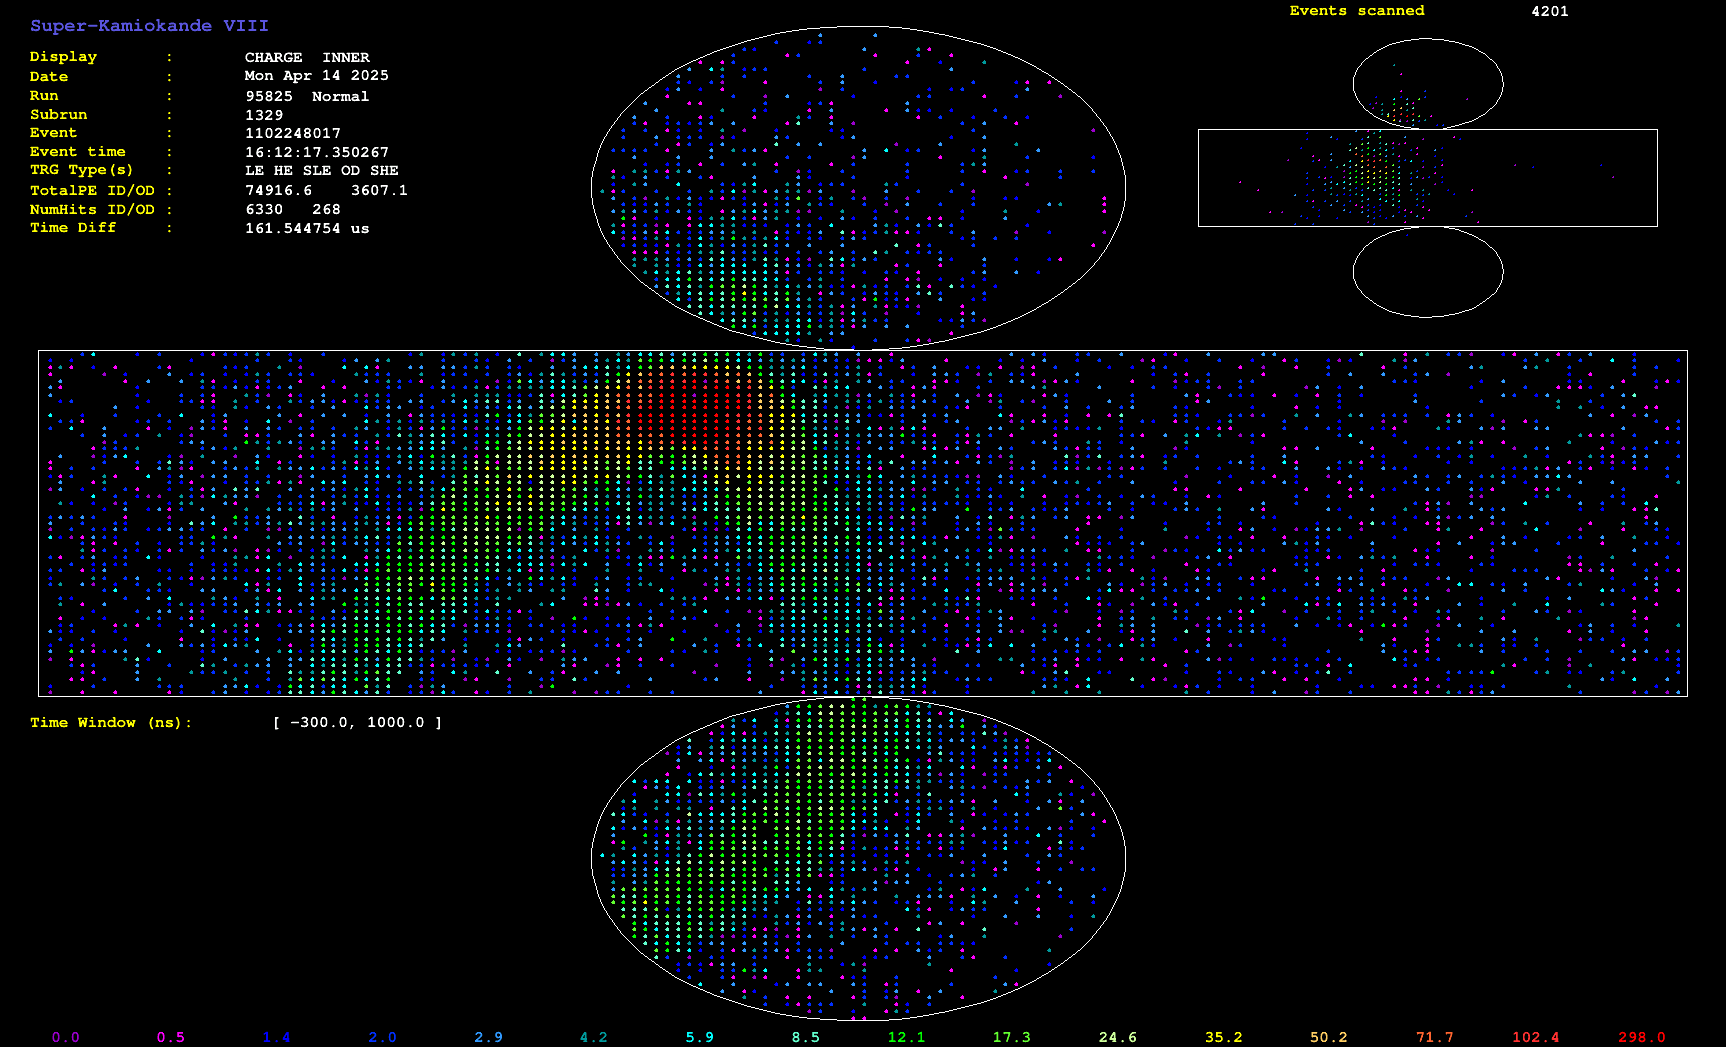 Super-Kamiokande VIII
Events scanned 4201
Display : CHARGE INNER
Date : Mon Apr 14 2025
Run : 95825 Normal
Subrun : 1329
Event : 1102248017
Event time : 16:12:17.350267
TRG Type(s) : LE HE SLE OD SHE
TotalPE ID/OD : 74916.6 3607.1
NumHits ID/OD : 6330 268
Time Diff : 161.544754 us
Time Window (ns): [ -300.0, 1000.0 ]
0.0 0.5 1.4 2.0 2.9 4.2 5.9 8.5 12.1 17.3 24.6 35.2 50.2 71.7 102.4 298.0